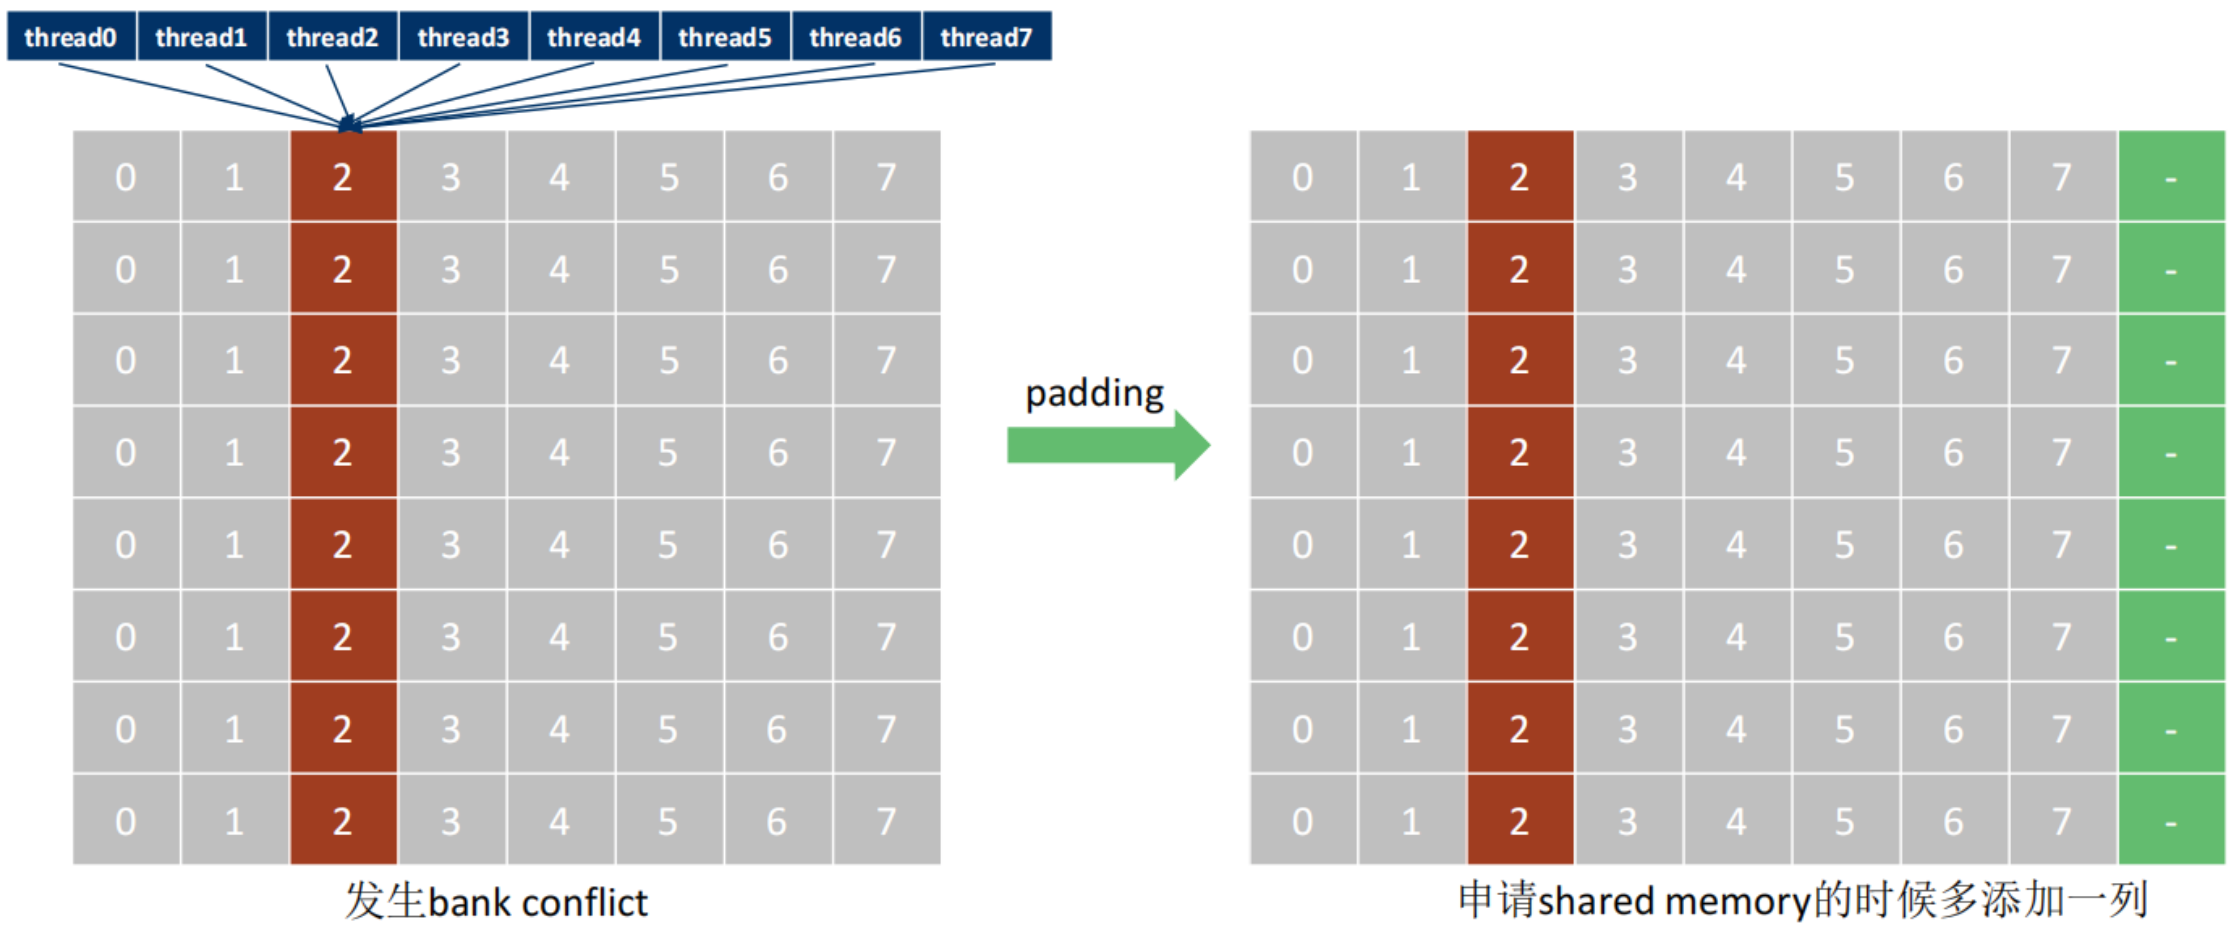 thread0 thread1 thread2 thread3 thread4 thread5 thread6 thread7
0 1 2 3 4 5 6 7 0 1 2 3 4 5 6 7 -
0 1 2 3 4 5 6 7 0 1 2 3 4 5 6 7 -
0 1 2 3 4 5 6 7 0 1 2 3 4 5 6 7 -
padding
0 1 2 3 4 5 6 7 0 1 2 3 4 5 6 7 -
0 1 2 3 4 5 6 7 0 1 2 3 4 5 6 7 -
0 1 2 3 4 5 6 7 0 1 2 3 4 5 6 7 -
0 1 2 3 4 5 6 7 0 1 2 3 4 5 6 7 -
0 1 2 3 4 5 6 7 0 1 2 3 4 5 6 7 -
发生bank conflict
申请shared memory的时候多添加一列